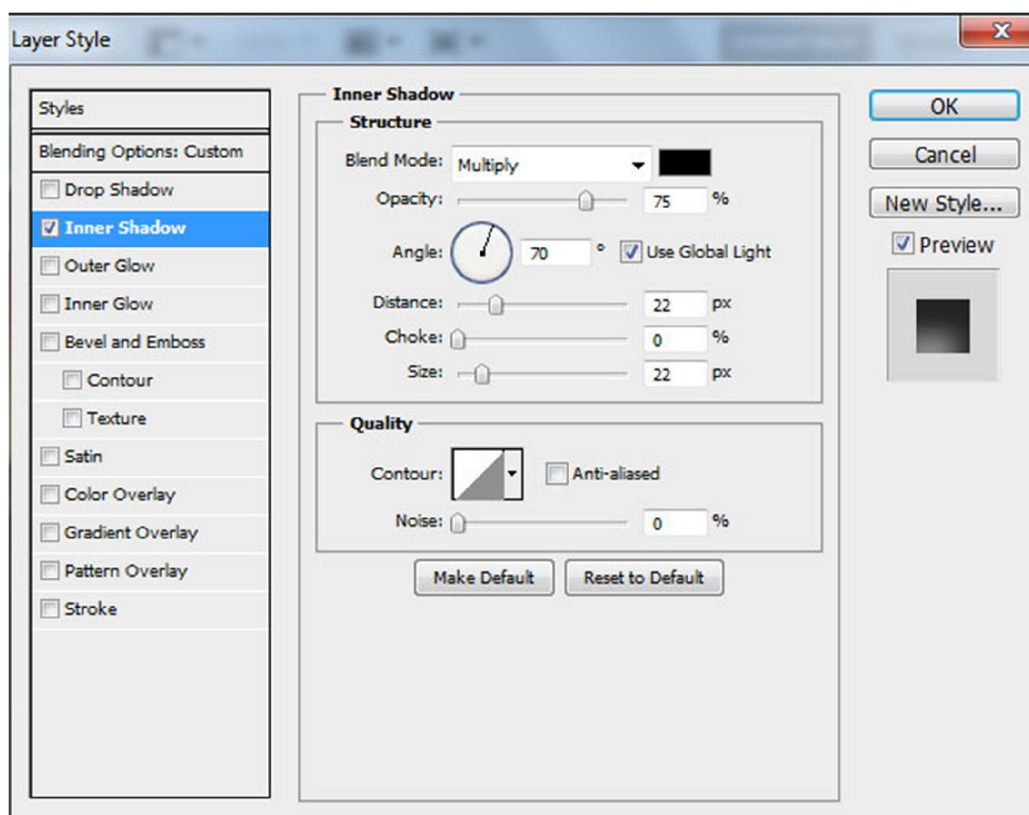 Layer Style
Styles
Blending Options: Custom
Drop Shadow
Inner Shadow
Outer Glow
Inner Glow
Bevel and Emboss
Contour
Texture
Satin
Color Overlay
Gradient Overlay
Pattern Overlay
Stroke
Inner Shadow
Structure
Blend Mode: Multiply
Opacity: 75 %
Angle: 70 ° Use Global Light
Distance: 22 px
Choke: 0 %
Size: 22 px
Quality
Contour: Anti-aliased
Noise: 0 %
Make Default Reset to Default
OK
Cancel
New Style...
Preview